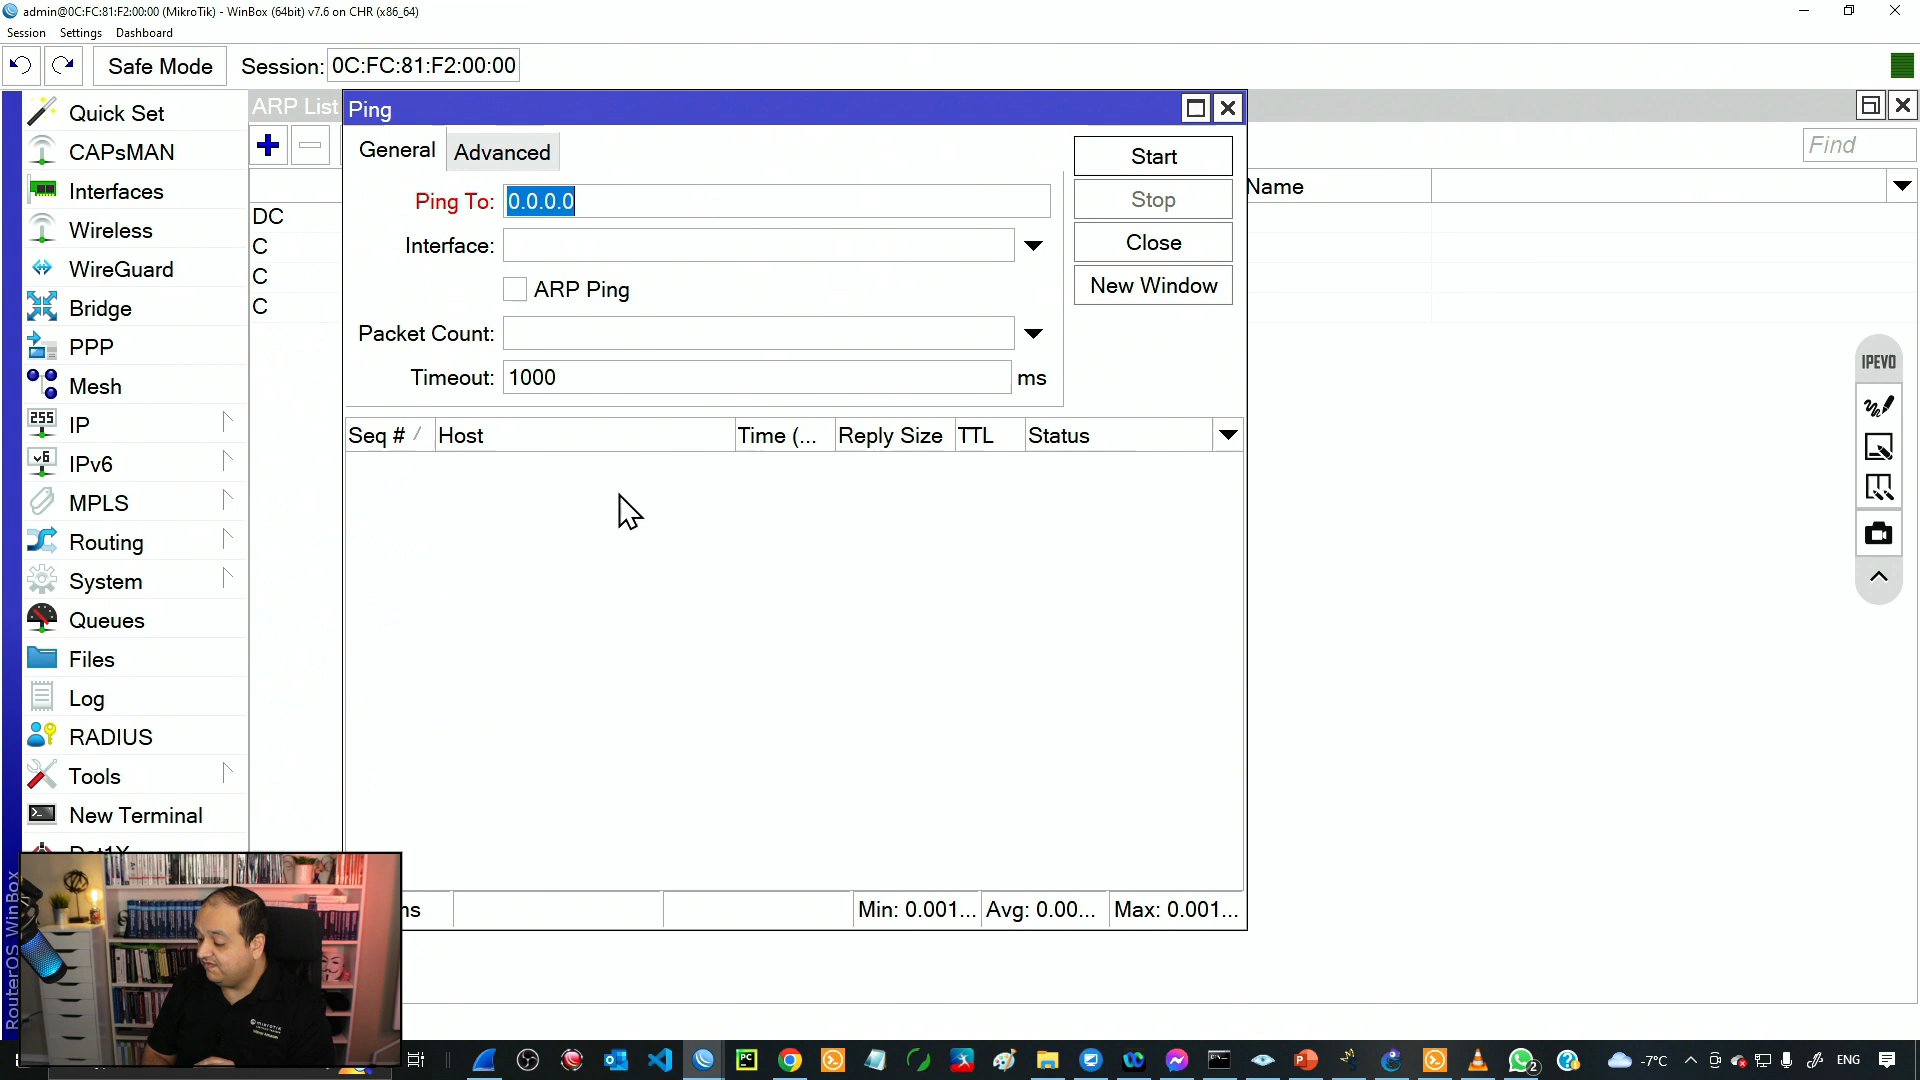 admin@0C:FC:81:F2:00:00 (MikroTik) - WinBox (64bit) v7.6 on CHR (x86_64)
Session Settings Dashboard
Safe Mode Session: 0C:FC:81:F2:00:00
Quick Set
CAPsMAN
Interfaces
Wireless
WireGuard
Bridge
PPP
Mesh
IP
IPv6
MPLS
Routing
System
Queues
Files
Log
RADIUS
Tools
New Terminal
Dot1X
RouterOS WinBox
ARP List
Find
Name
DC
C
C
C
Ping
General Advanced
Ping To: 0.0.0.0
Interface:
ARP Ping
Packet Count:
Timeout: 1000 ms
Start
Stop
Close
New Window
Seq # Host Time (... Reply Size TTL Status
Min: 0.001... Avg: 0.00... Max: 0.001...
IPEVO
-7°C ENG